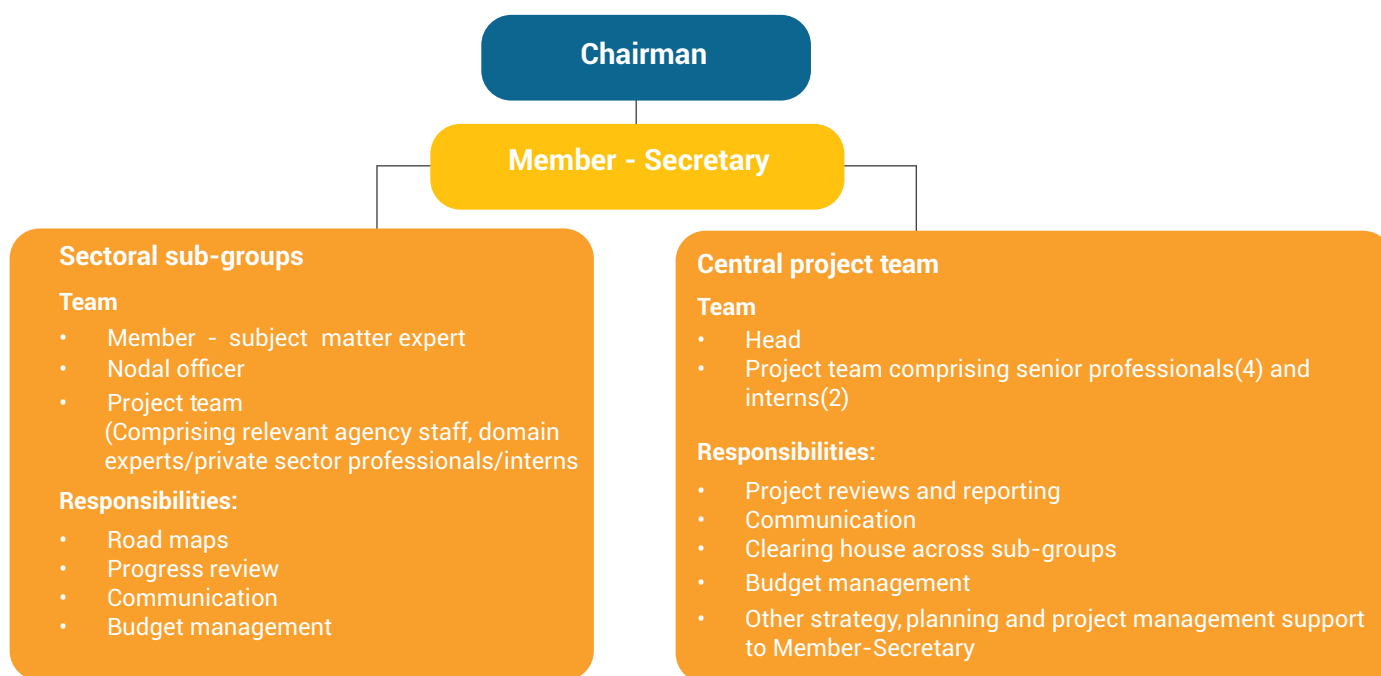 Chairman
Member - Secretary
Sectoral sub-groups
Team
• Member - subject matter expert
• Nodal officer
• Project team
(Comprising relevant agency staff, domain
experts/private sector professionals/interns
Responsibilities:
• Road maps
• Progress review
• Communication
• Budget management
Central project team
Team
• Head
• Project team comprising senior professionals(4) and
interns(2)
Responsibilities:
• Project reviews and reporting
• Communication
• Clearing house across sub-groups
• Budget management
• Other strategy, planning and project management support
to Member-Secretary